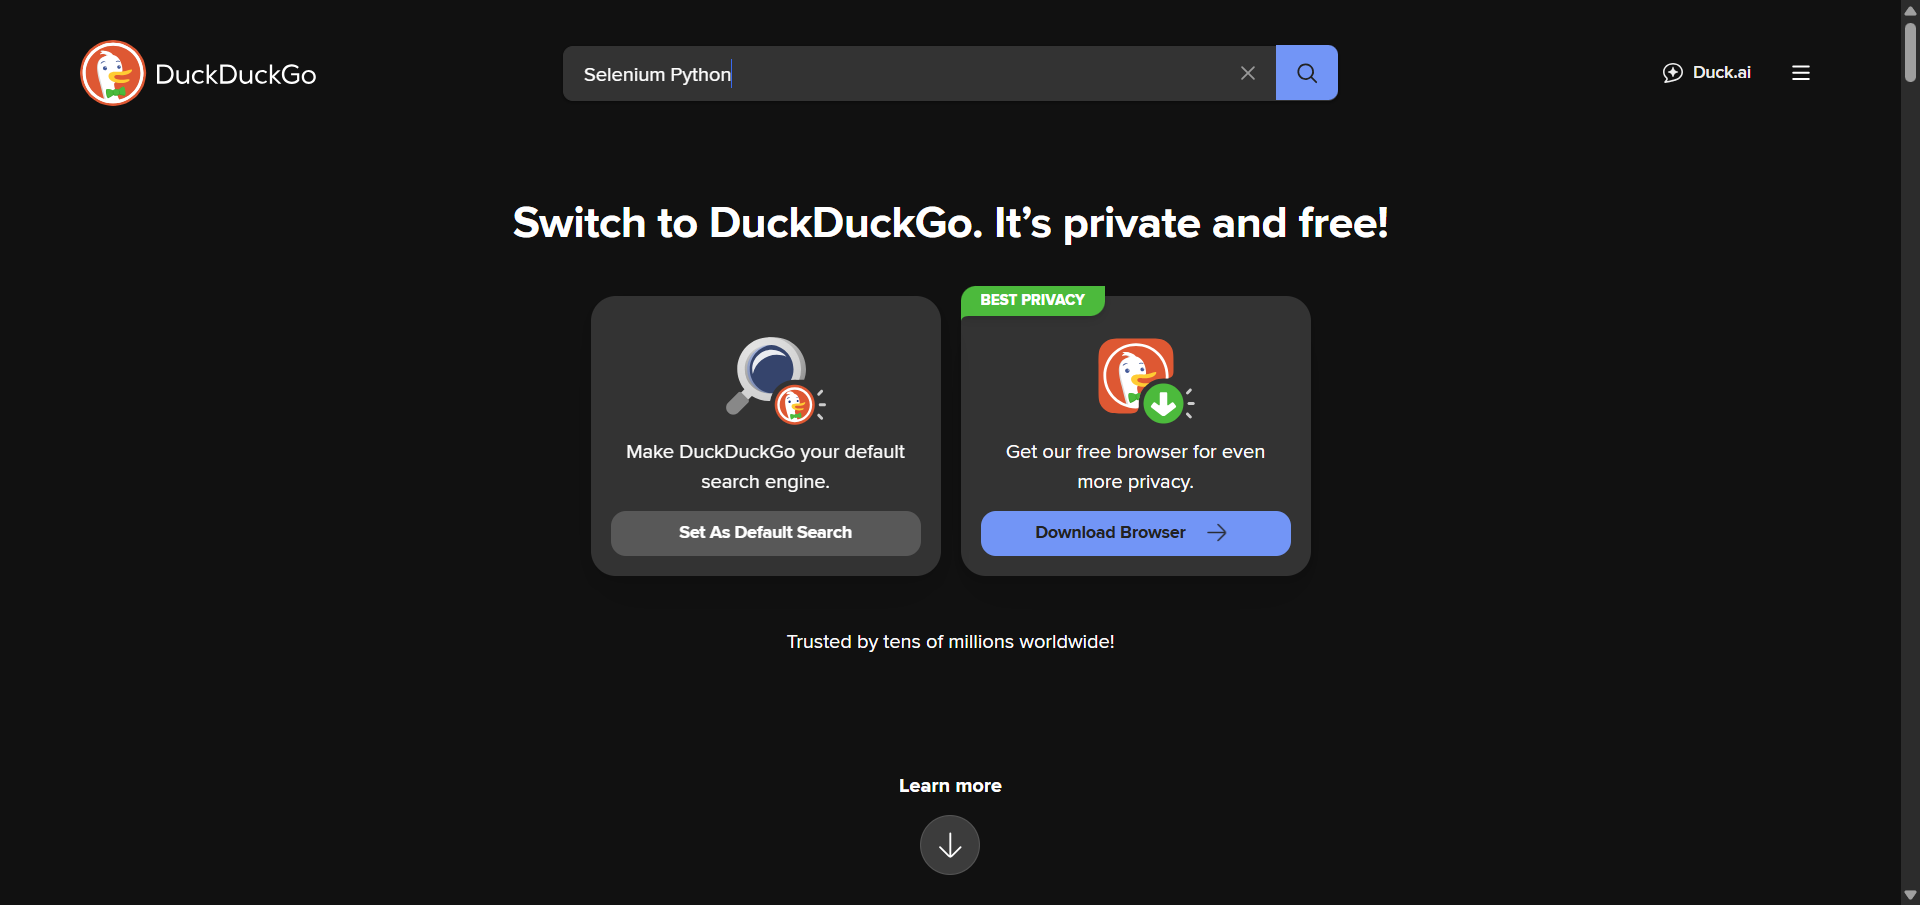 DuckDuckGo
Selenium Python
Duck.ai
Switch to DuckDuckGo. It’s private and free!
Make DuckDuckGo your default
search engine.
Set As Default Search
BEST PRIVACY
Get our free browser for even
more privacy.
Download Browser
Trusted by tens of millions worldwide!
Learn more